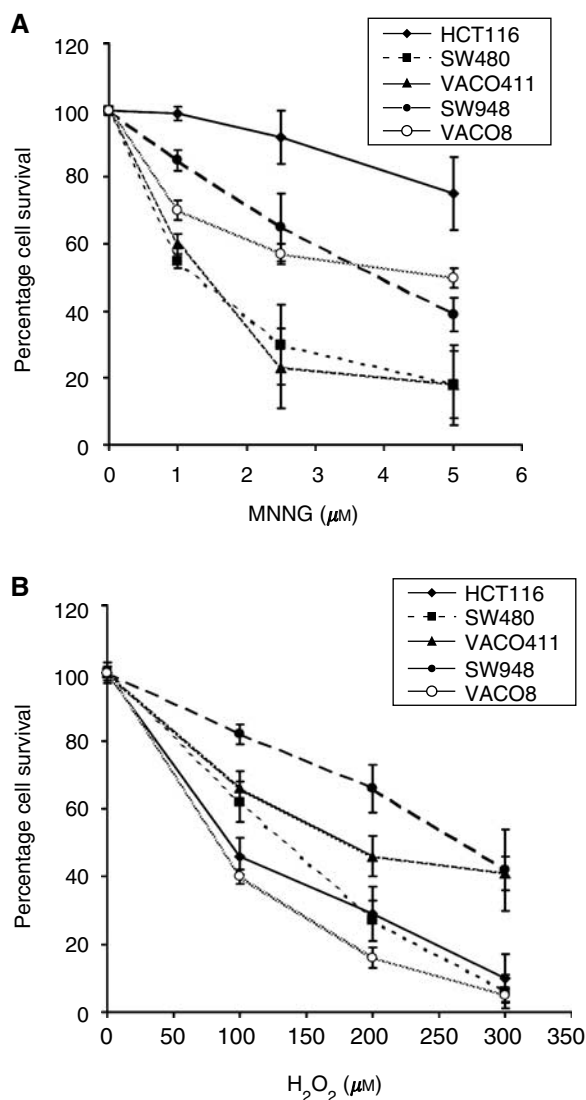 A
HCT116
SW480
VACO411
SW948
VACO8
120
100
80
60
40
20
0
Percentage cell survival
0 1 2 3 4 5 6
MNNG (μM)
B
HCT116
SW480
VACO411
SW948
VACO8
120
100
80
60
40
20
0
Percentage cell survival
0 50 100 150 200 250 300 350
H₂O₂ (μM)